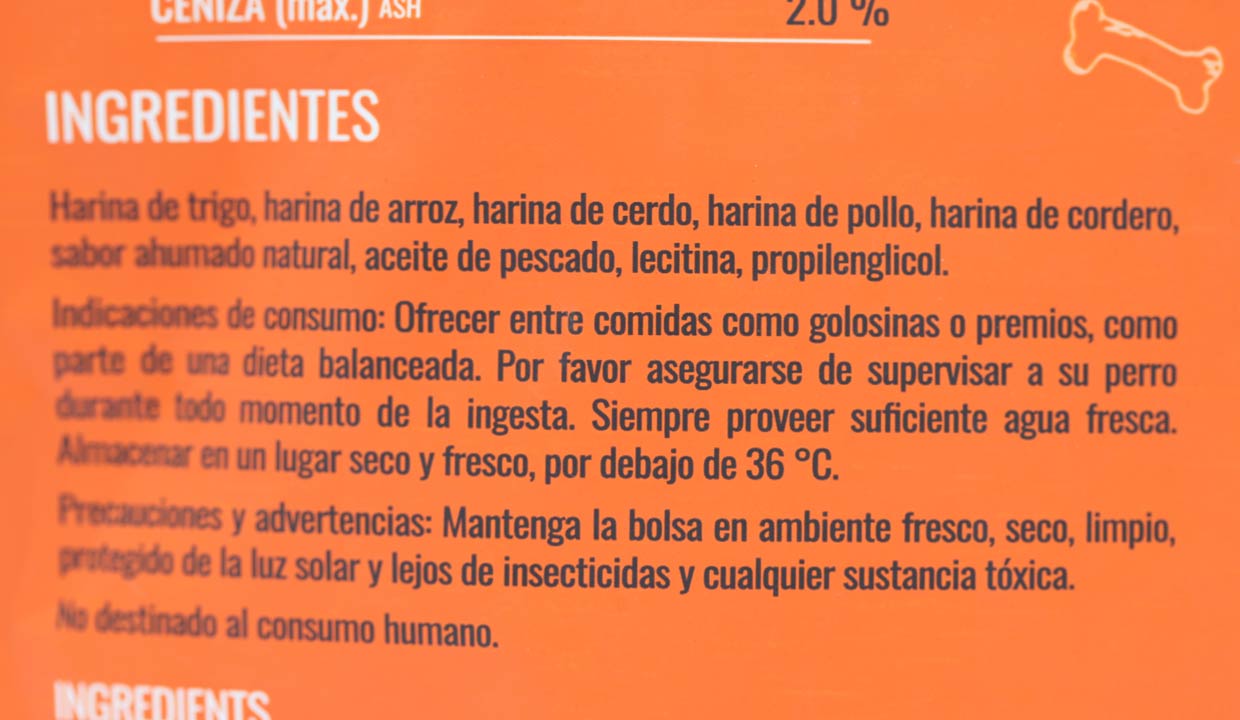 CENIZA (max.) ASH 2.0 %
INGREDIENTES
Harina de trigo, harina de arroz, harina de cerdo, harina de pollo, harina de cordero,
sabor ahumado natural, aceite de pescado, lecitina, propilenglicol.
Indicaciones de consumo: Ofrecer entre comidas como golosinas o premios, como
parte de una dieta balanceada. Por favor asegurarse de supervisar a su perro
durante todo momento de la ingesta. Siempre proveer suficiente agua fresca.
Almacenar en un lugar seco y fresco, por debajo de 36 °C.
Precauciones y advertencias: Mantenga la bolsa en ambiente fresco, seco, limpio,
protegido de la luz solar y lejos de insecticidas y cualquier sustancia tóxica.
No destinado al consumo humano.
INGREDIENTS